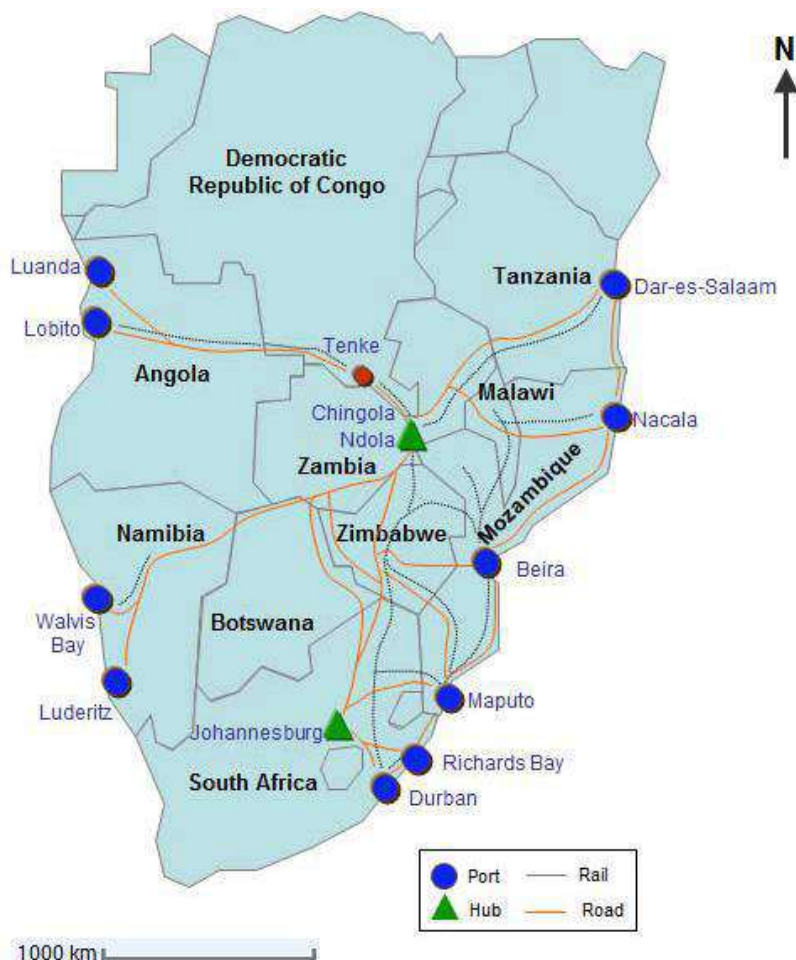 N
Democratic
Republic of Congo
Luanda
Tanzania
Dar-es-Salaam
Lobito
Tenke
Angola
Malawi
Chingola
Nacala
Ndola
Zambia
Mozambique
Namibia
Zimbabwe
Beira
Walvis
Bay
Botswana
Luderitz
Maputo
Johannesburg
Richards Bay
South Africa
Durban
Port Rail
Hub Road
1000 km